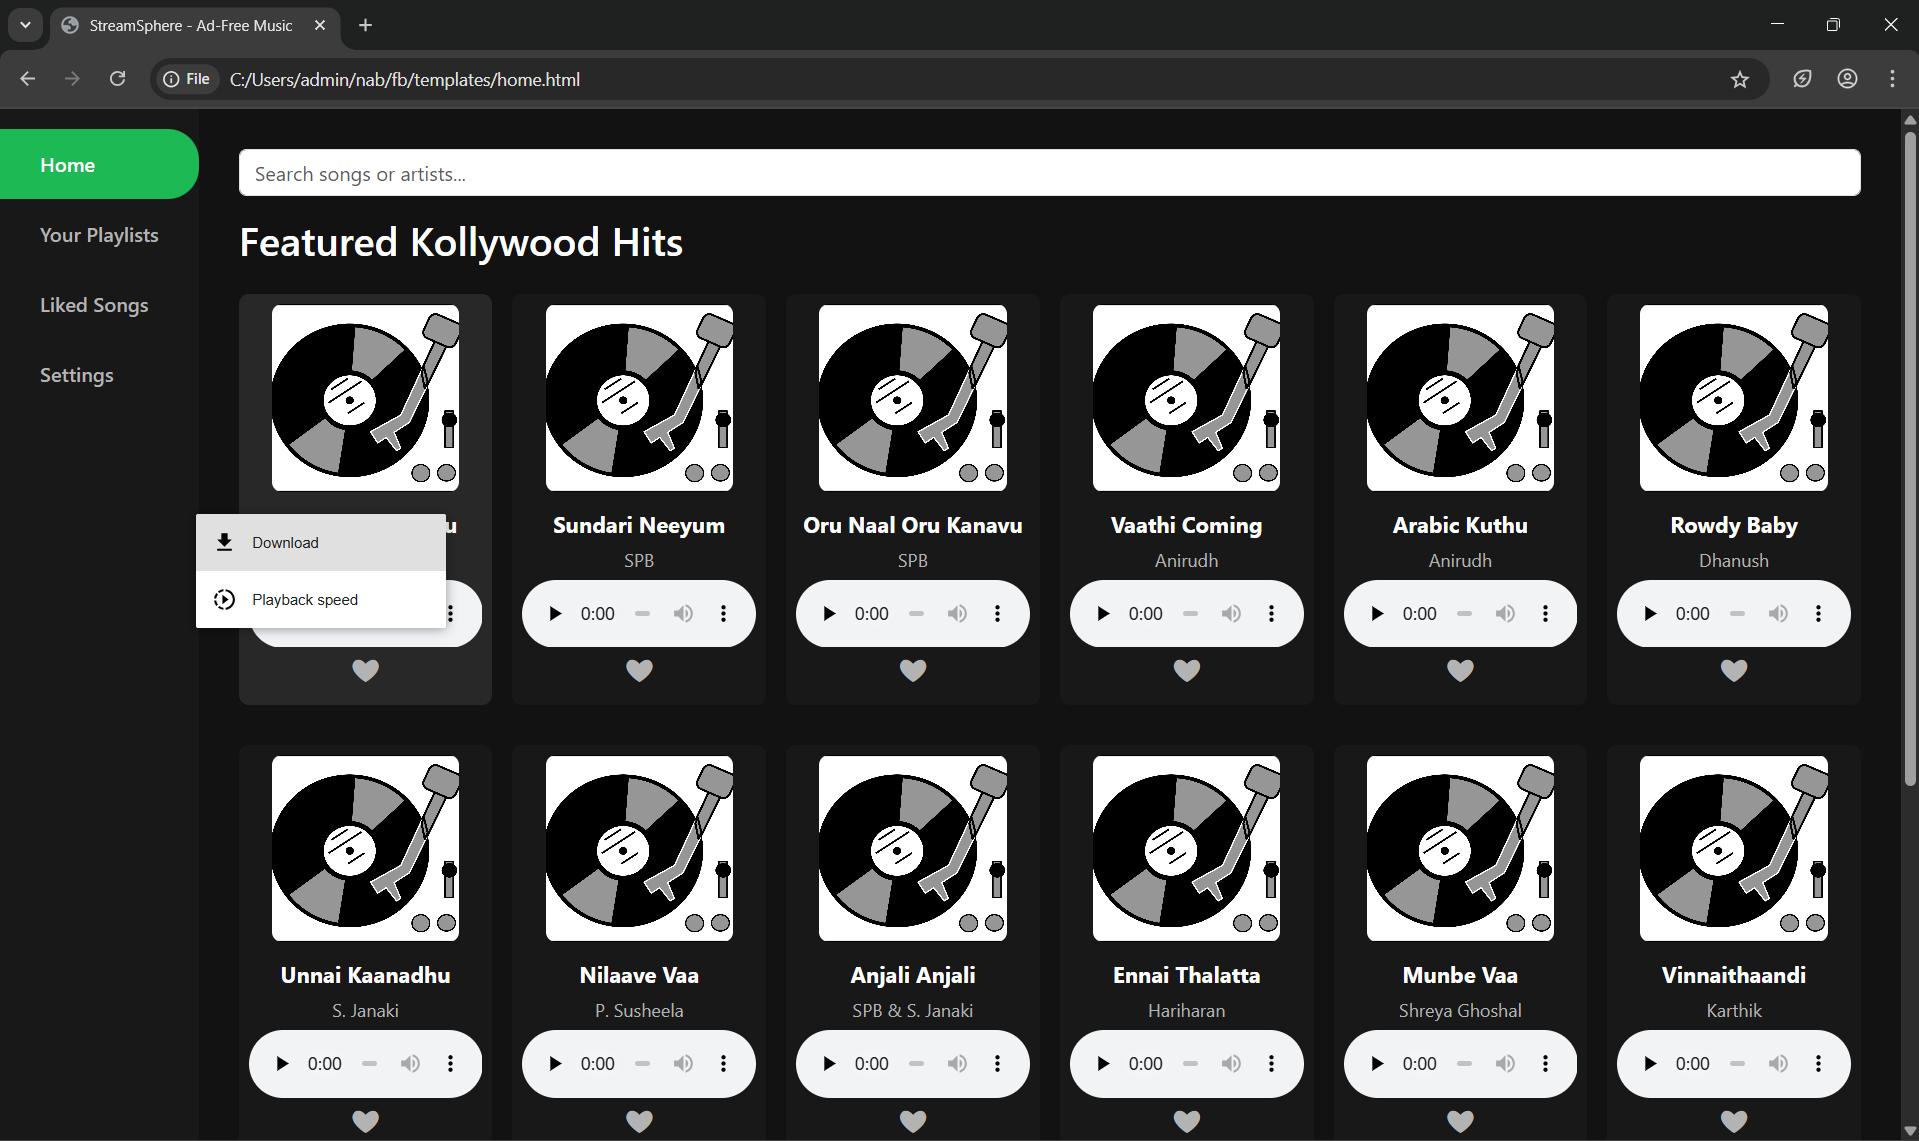 StreamSphere - Ad-Free Music
File
C:/Users/admin/nab/fb/templates/home.html
Home
Your Playlists
Liked Songs
Settings
Search songs or artists...
Featured Kollywood Hits
Download
Playback speed
Sundari Neeyum
SPB
0:00
Oru Naal Oru Kanavu
SPB
0:00
Vaathi Coming
Anirudh
0:00
Arabic Kuthu
Anirudh
0:00
Rowdy Baby
Dhanush
0:00
Unnai Kaanadhu
S. Janaki
0:00
Nilaave Vaa
P. Susheela
0:00
Anjali Anjali
SPB & S. Janaki
0:00
Ennai Thalatta
Hariharan
0:00
Munbe Vaa
Shreya Ghoshal
0:00
Vinnaithaandi
Karthik
0:00